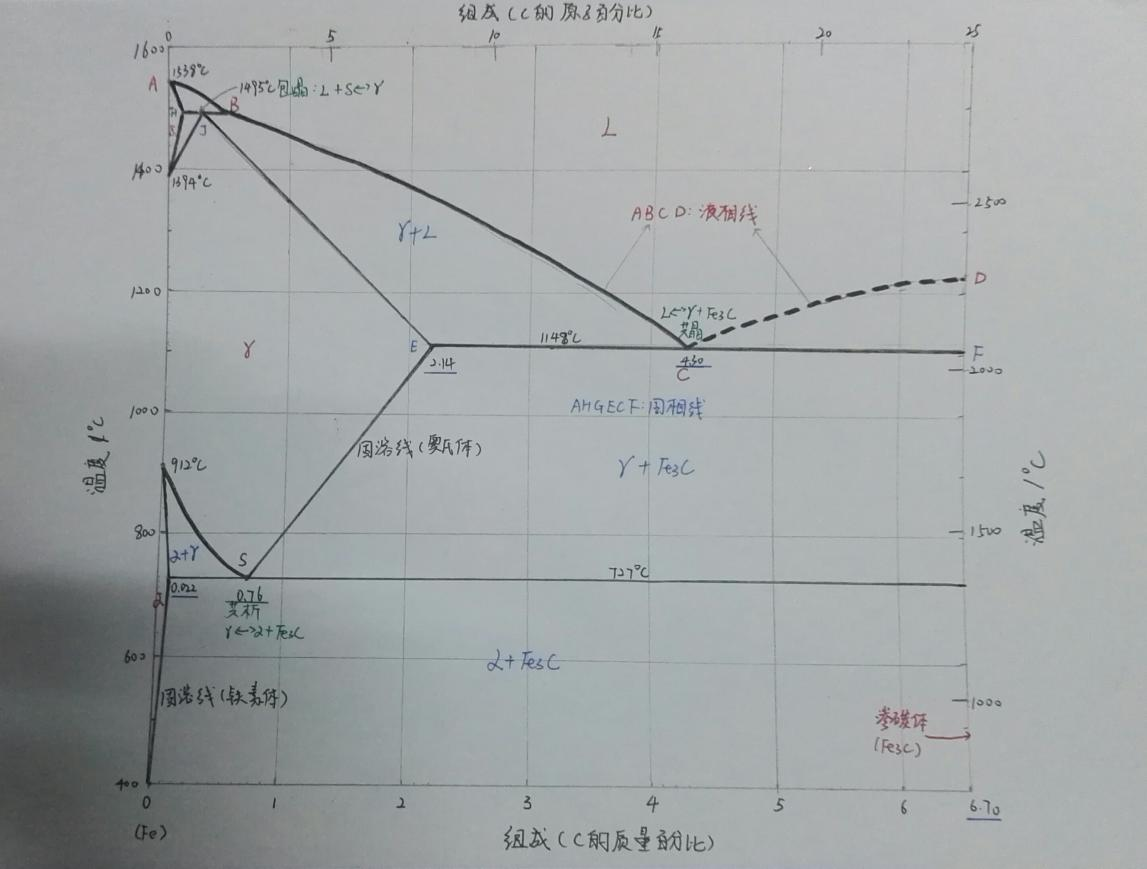 组成(C的原子百分比)
0 5 10 15 20 25
1600
A
1538℃
1495℃包晶:L+δ↔γ
B
H
δ
J
L
1400
1394℃
2500
ABCD:液相线
γ+L
1200
D
L↔γ+Fe3C
共晶
γ
E
1148℃
F
2.14
4.30
C
2000
AHGECF:固相线
1000
固溶线(奥氏体)
912℃
γ+Fe3C
温度/℃
温度/℃
800
1500
α+γ
S
727℃
α
0.022
0.76
共析
γ↔α+Fe3C
600
α+Fe3C
固溶线(铁素体)
1000
渗碳体
(Fe3C)
400
0 1 2 3 4 5 6 6.70
(Fe)
组成(C的质量百分比)